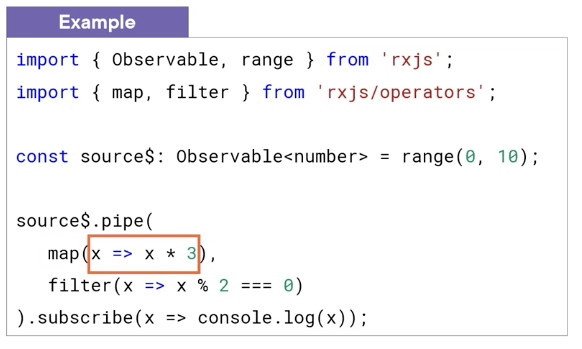 Example
import { Observable, range } from 'rxjs';
import { map, filter } from 'rxjs/operators';
const source$: Observable<number> = range(0, 10);
source$.pipe(
map(x => x * 3),
filter(x => x % 2 === 0)
).subscribe(x => console.log(x));